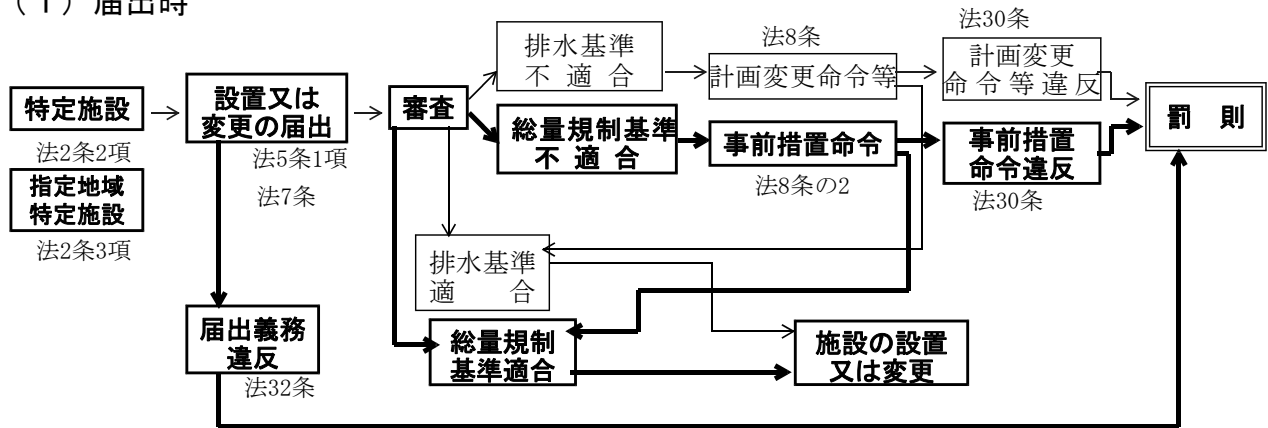 （１）届出時
特定施設
法2条2項
指定地域
特定施設
法2条3項
設置又は
変更の届出
法5条1項
法7条
届出義務
違反
法32条
審査
排水基準
不 適 合
法8条
計画変更命令等
法30条
計画変更
命令等違反
総量規制基準
不 適 合
事前措置命令
法8条の2
事前措置
命令違反
法30条
罰　則
排水基準
適　　合
総量規制
基準適合
施設の設置
又は変更